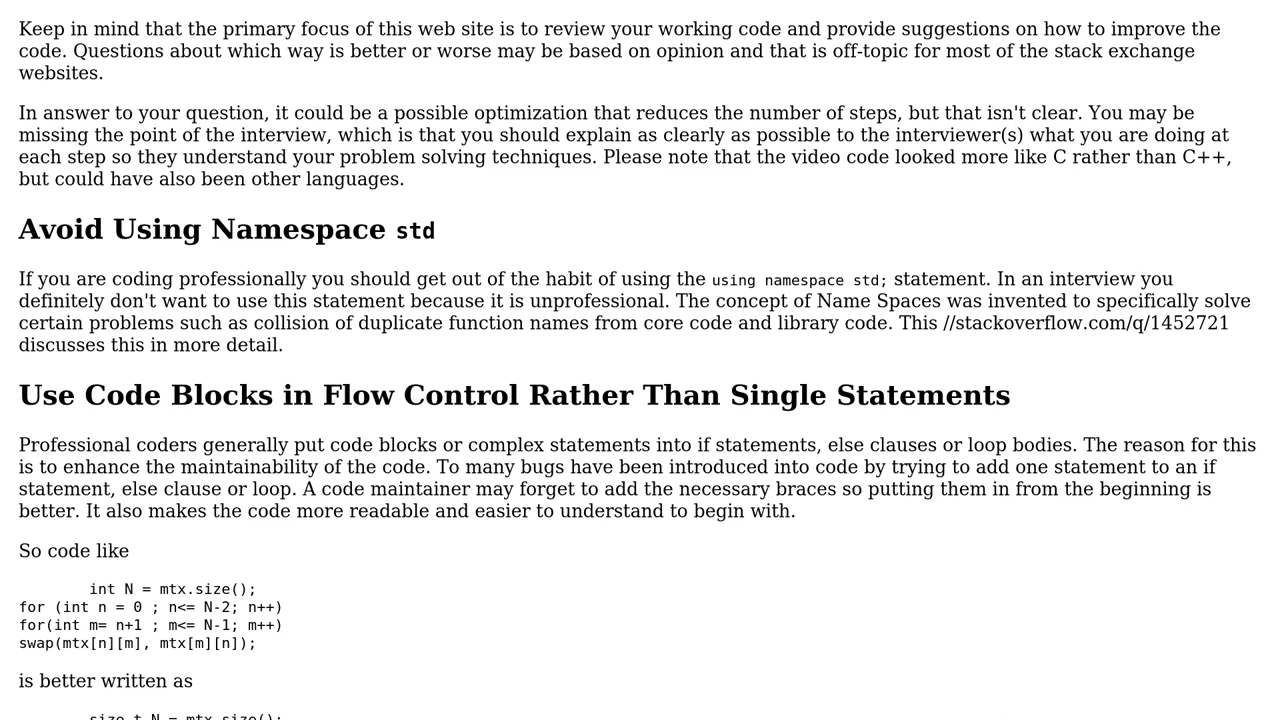 Keep in mind that the primary focus of this web site is to review your working code and provide suggestions on how to improve the
code. Questions about which way is better or worse may be based on opinion and that is off-topic for most of the stack exchange
websites.
In answer to your question, it could be a possible optimization that reduces the number of steps, but that isn't clear. You may be
missing the point of the interview, which is that you should explain as clearly as possible to the interviewer(s) what you are doing at
each step so they understand your problem solving techniques. Please note that the video code looked more like C rather than C++,
but could have also been other languages.
Avoid Using Namespace std
If you are coding professionally you should get out of the habit of using the using namespace std; statement. In an interview you
definitely don't want to use this statement because it is unprofessional. The concept of Name Spaces was invented to specifically solve
certain problems such as collision of duplicate function names from core code and library code. This //stackoverflow.com/q/1452721
discusses this in more detail.
Use Code Blocks in Flow Control Rather Than Single Statements
Professional coders generally put code blocks or complex statements into if statements, else clauses or loop bodies. The reason for this
is to enhance the maintainability of the code. To many bugs have been introduced into code by trying to add one statement to an if
statement, else clause or loop. A code maintainer may forget to add the necessary braces so putting them in from the beginning is
better. It also makes the code more readable and easier to understand to begin with.
So code like
int N = mtx.size();
for (int n = 0 ; n<= N-2; n++)
for(int m= n+1 ; m<= N-1; m++)
swap(mtx[n][m], mtx[m][n]);
is better written as
size_t N = mtx.size();